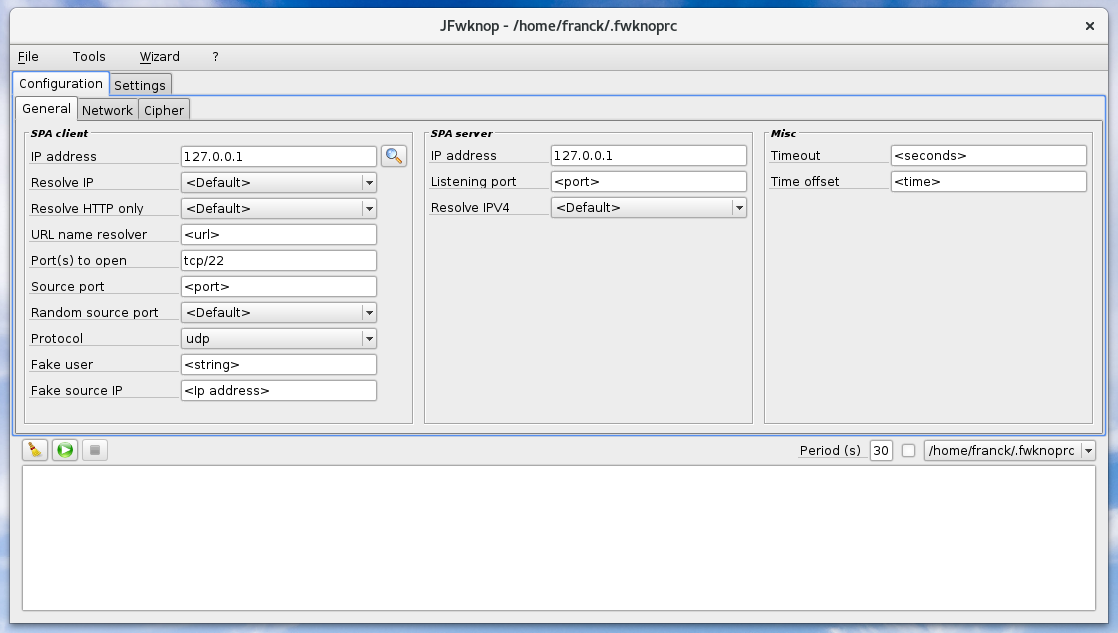 JFwknop - /home/franck/.fwknoprc ×
File Tools Wizard ?
Configuration Settings
General Network Cipher
SPA client
IP address 127.0.0.1
Resolve IP <Default>
Resolve HTTP only <Default>
URL name resolver <url>
Port(s) to open tcp/22
Source port <port>
Random source port <Default>
Protocol udp
Fake user <string>
Fake source IP <Ip address>
SPA server
IP address 127.0.0.1
Listening port <port>
Resolve IPV4 <Default>
Misc
Timeout <seconds>
Time offset <time>
Period (s) 30 /home/franck/.fwknoprc